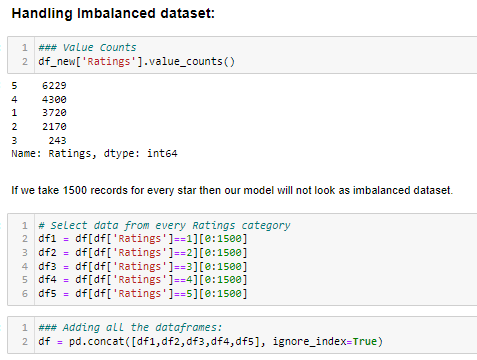 Handling Imbalanced dataset:
1 ### Value Counts
2 df_new['Ratings'].value_counts()
5 6229
4 4300
1 3720
2 2170
3 243
Name: Ratings, dtype: int64
If we take 1500 records for every star then our model will not look as imbalanced dataset.
1 # Select data from every Ratings category
2 df1 = df[df['Ratings']==1][0:1500]
3 df2 = df[df['Ratings']==2][0:1500]
4 df3 = df[df['Ratings']==3][0:1500]
5 df4 = df[df['Ratings']==4][0:1500]
6 df5 = df[df['Ratings']==5][0:1500]
1 ### Adding all the dataframes:
2 df = pd.concat([df1,df2,df3,df4,df5], ignore_index=True)